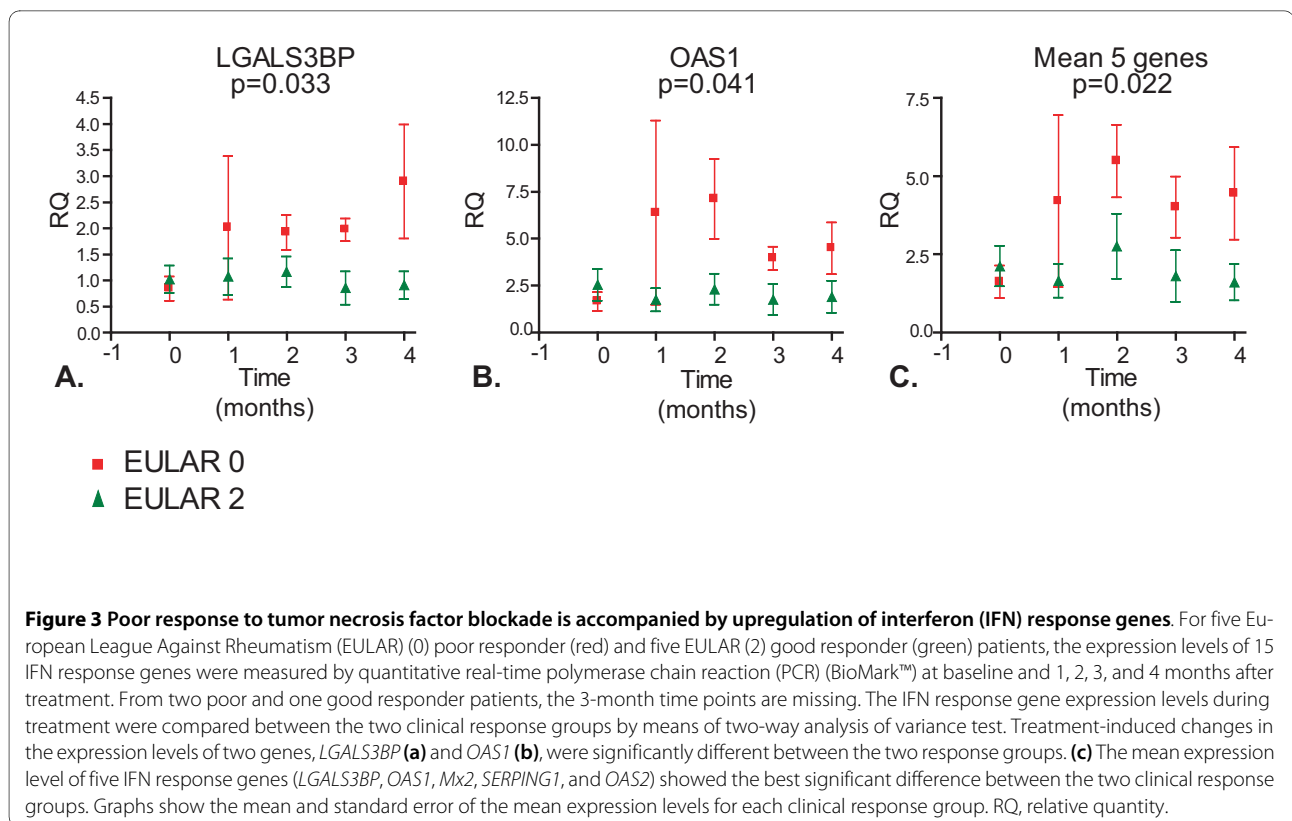 LGALS3BP
p=0.033
4.5
4.0
3.5
3.0
2.5
2.0
1.5
1.0
0.5
0.0
RQ
-1 0 1 2 3 4
A.
Time
(months)
OAS1
p=0.041
12.5
10.0
7.5
5.0
2.5
0.0
RQ
-1 0 1 2 3 4
B.
Time
(months)
Mean 5 genes
p=0.022
7.5
5.0
2.5
0.0
RQ
-1 0 1 2 3 4
C.
Time
(months)
EULAR 0
EULAR 2
Figure 3 Poor response to tumor necrosis factor blockade is accompanied by upregulation of interferon (IFN) response genes. For five Eu-
ropean League Against Rheumatism (EULAR) (0) poor responder (red) and five EULAR (2) good responder (green) patients, the expression levels of 15
IFN response genes were measured by quantitative real-time polymerase chain reaction (PCR) (BioMark™) at baseline and 1, 2, 3, and 4 months after
treatment. From two poor and one good responder patients, the 3-month time points are missing. The IFN response gene expression levels during
treatment were compared between the two clinical response groups by means of two-way analysis of variance test. Treatment-induced changes in
the expression levels of two genes, LGALS3BP (a) and OAS1 (b), were significantly different between the two response groups. (c) The mean expression
level of five IFN response genes (LGALS3BP, OAS1, Mx2, SERPING1, and OAS2) showed the best significant difference between the two clinical response
groups. Graphs show the mean and standard error of the mean expression levels for each clinical response group. RQ, relative quantity.